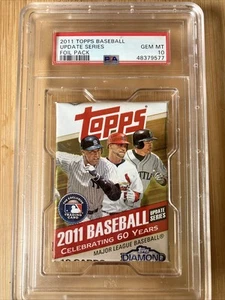 2011 TOPPS BASEBALL
UPDATE SERIES
GEM MT
FOIL PACK
10
PSA
48379577
TOPPS
2011 BASEBALL
UPDATE SERIES
CELEBRATING 60 YEARS
MAJOR LEAGUE BASEBALL®
DIAMOND